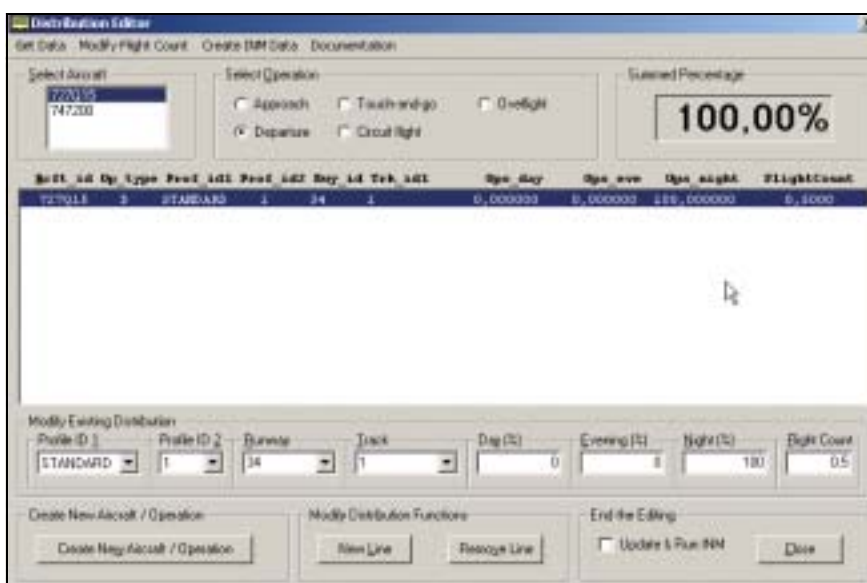 Distribution Editor
Get Data Modify Flight Count Create INM Data Documentation
Select Aircraft
727Q15
747200
Select Operation
Approach Touch-and-go Overflight
Departure Circuit flight
Summed Percentage
100,00%
Acft_id Op_type Prof_id1 Prof_id2 Rwy_id Trk_id1 Ops_day Ops_eve Ops_night FlightCount
727Q15 D STANDARD 1 34 1 0,000000 0,000000 100,000000 0,5000
Modify Existing Distribution
Profile ID 1 Profile ID 2 Runway Track Day (%) Evening (%) Night (%) Flight Count
STANDARD 1 34 1 0 0 100 0.5
Create New Aircraft / Operation
Create New Aircraft / Operation
Modify Distribution Functions
New Line Remove Line
End the Editing
Update & Run INM Close